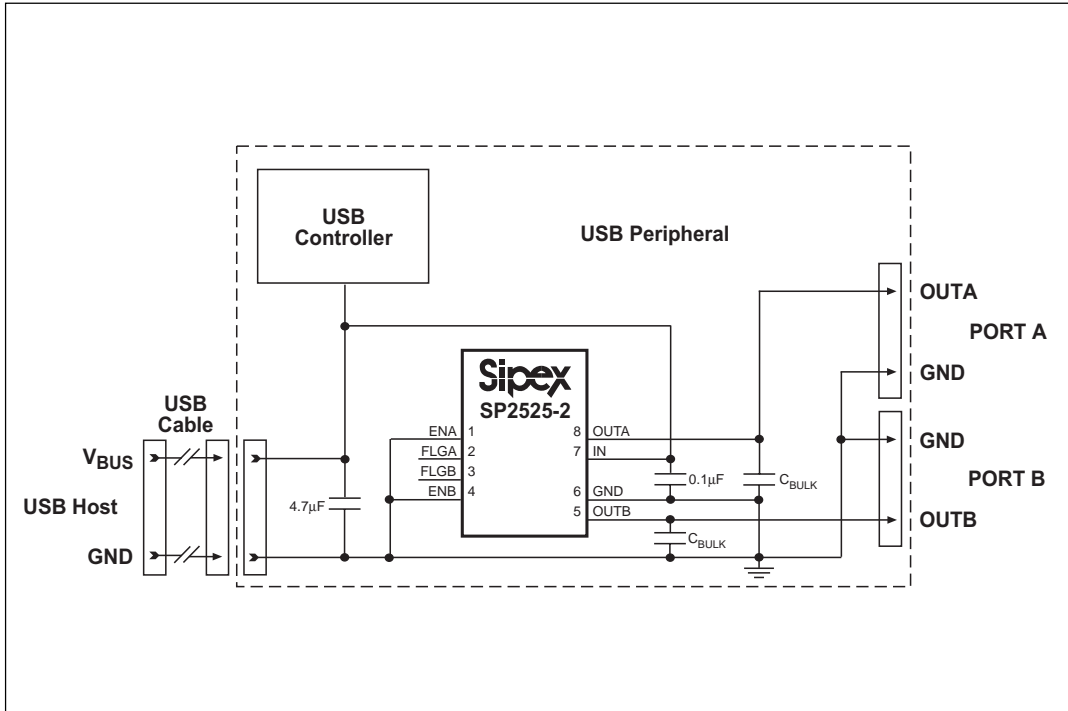 USB
Controller
USB Peripheral
OUTA
PORT A
GND
Sipex
SP2525-2
USB
Cable
ENA 1
8 OUTA
FLGA 2
7 IN
GND
VBUS
FLGB 3
0.1µF
CBULK
PORT B
USB Host
4.7µF
ENB 4
6 GND
5 OUTB
OUTB
CBULK
GND